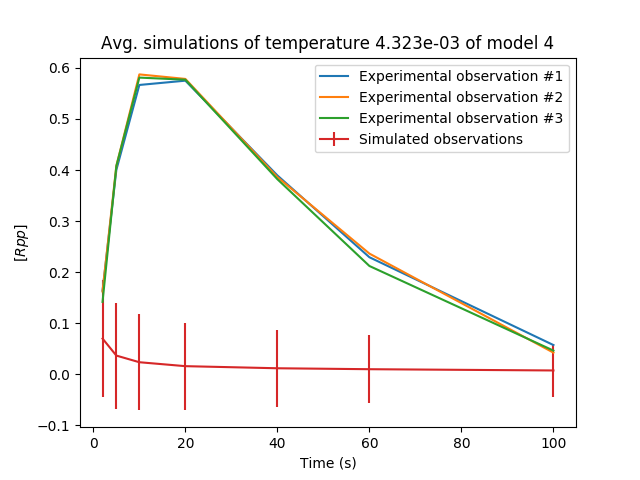 Avg. simulations of temperature 4.323e-03 of model 4
Experimental observation #1
Experimental observation #2
Experimental observation #3
Simulated observations
0.6
0.5
0.4
0.3
0.2
0.1
0.0
−0.1
[Rpp]
0
20
40
60
80
100
Time (s)